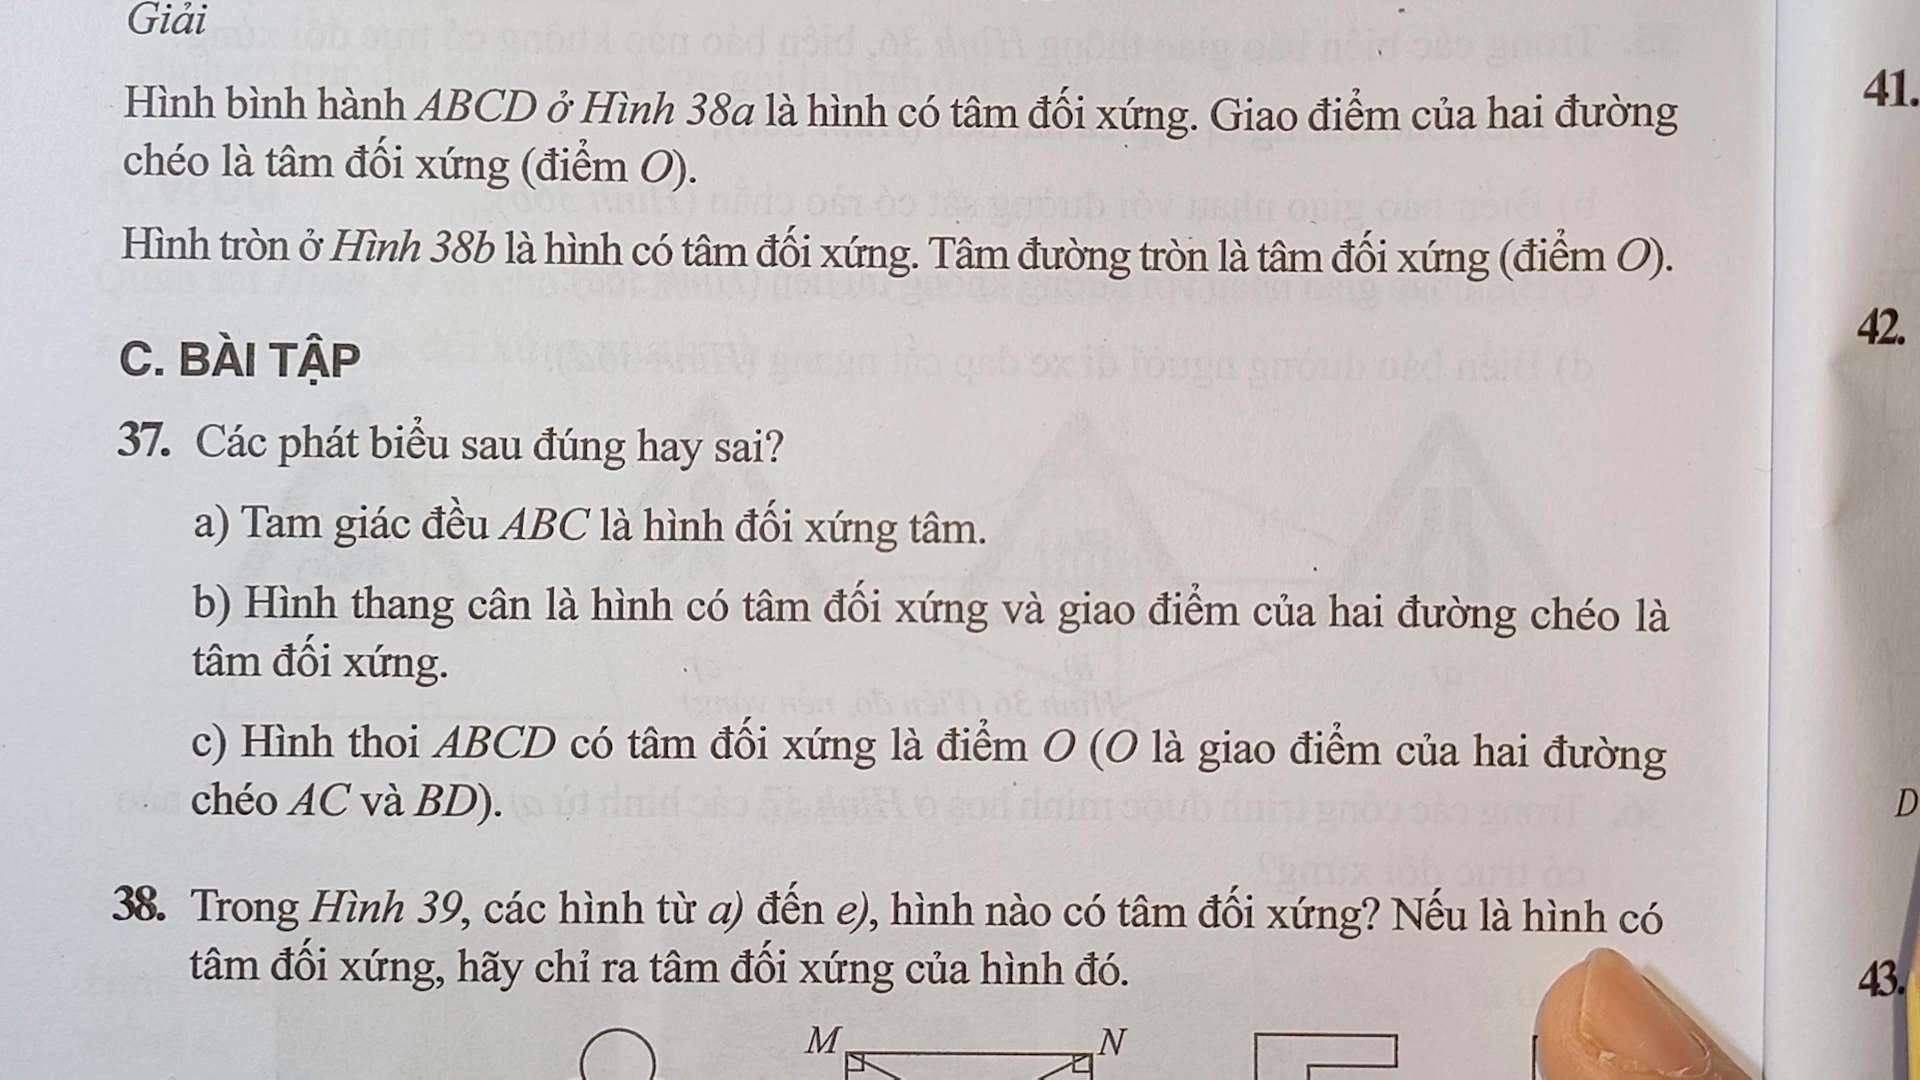 Giải
Hình bình hành ABCD ở Hình 38a là hình có tâm đối xứng. Giao điểm của hai đường
chéo là tâm đối xứng (điểm O).
Hình tròn ở Hình 38b là hình có tâm đối xứng. Tâm đường tròn là tâm đối xứng (điểm O).
C. BÀI TẬP
37. Các phát biểu sau đúng hay sai?
a) Tam giác đều ABC là hình đối xứng tâm.
b) Hình thang cân là hình có tâm đối xứng và giao điểm của hai đường chéo là
tâm đối xứng.
c) Hình thoi ABCD có tâm đối xứng là điểm O (O là giao điểm của hai đường
chéo AC và BD).
38. Trong Hình 39, các hình từ a) đến e), hình nào có tâm đối xứng? Nếu là hình có
tâm đối xứng, hãy chỉ ra tâm đối xứng của hình đó.
M N
41.
42.
D
43.